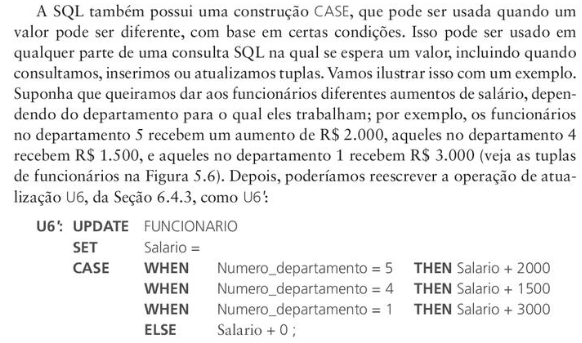 A SQL também possui uma construção CASE, que pode ser usada quando um
valor pode ser diferente, com base em certas condições. Isso pode ser usado em
qualquer parte de uma consulta SQL na qual se espera um valor, incluindo quando
consultamos, inserimos ou atualizamos tuplas. Vamos ilustrar isso com um exemplo.
Suponha que queiramos dar aos funcionários diferentes aumentos de salário, depen-
dendo do departamento para o qual eles trabalham; por exemplo, os funcionários
no departamento 5 recebem um aumento de R$ 2.000, aqueles no departamento 4
recebem R$ 1.500, e aqueles no departamento 1 recebem R$ 3.000 (veja as tuplas
de funcionários na Figura 5.6). Depois, poderíamos reescrever a operação de atua-
lização U6, da Seção 6.4.3, como U6′:
U6′: UPDATE FUNCIONARIO
SET Salario =
CASE WHEN Numero_departamento = 5 THEN Salario + 2000
WHEN Numero_departamento = 4 THEN Salario + 1500
WHEN Numero_departamento = 1 THEN Salario + 3000
ELSE Salario + 0 ;